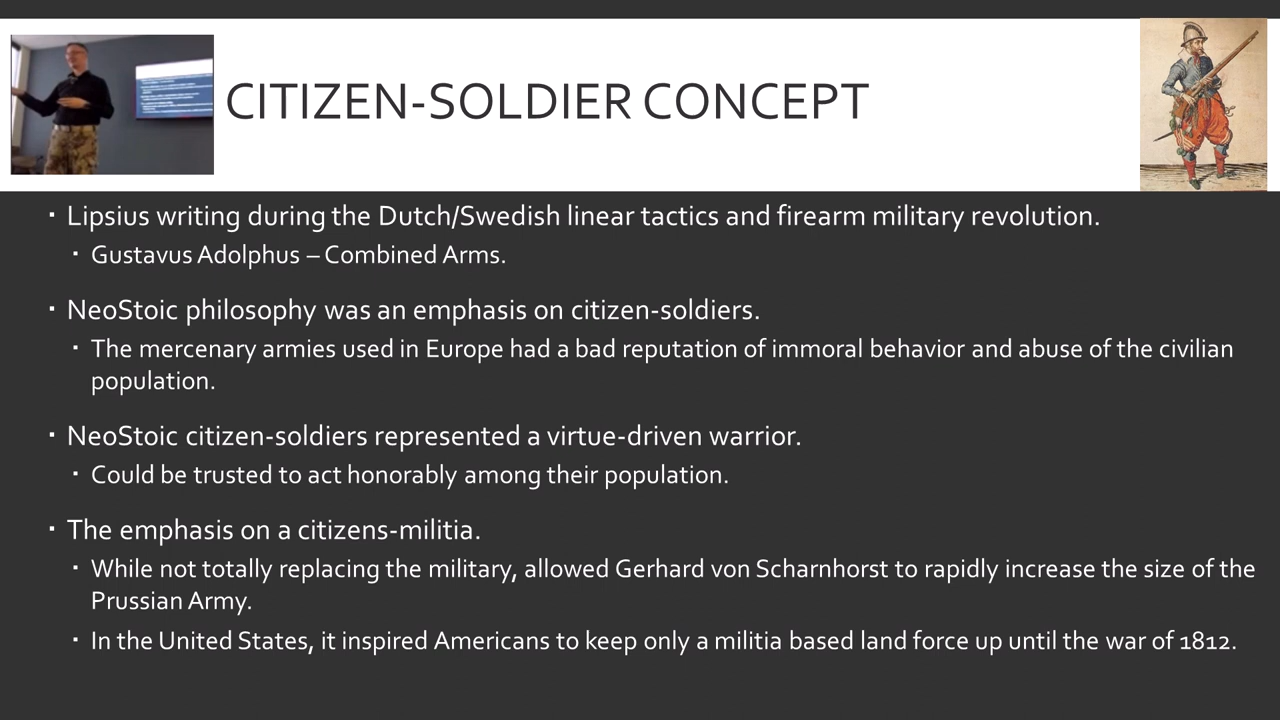 CITIZEN-SOLDIER CONCEPT
▪ Lipsius writing during the Dutch/Swedish linear tactics and firearm military revolution.
▪ Gustavus Adolphus – Combined Arms.
▪ NeoStoic philosophy was an emphasis on citizen-soldiers.
▪ The mercenary armies used in Europe had a bad reputation of immoral behavior and abuse of the civilian
population.
▪ NeoStoic citizen-soldiers represented a virtue-driven warrior.
▪ Could be trusted to act honorably among their population.
▪ The emphasis on a citizens-militia.
▪ While not totally replacing the military, allowed Gerhard von Scharnhorst to rapidly increase the size of the
Prussian Army.
▪ In the United States, it inspired Americans to keep only a militia based land force up until the war of 1812.